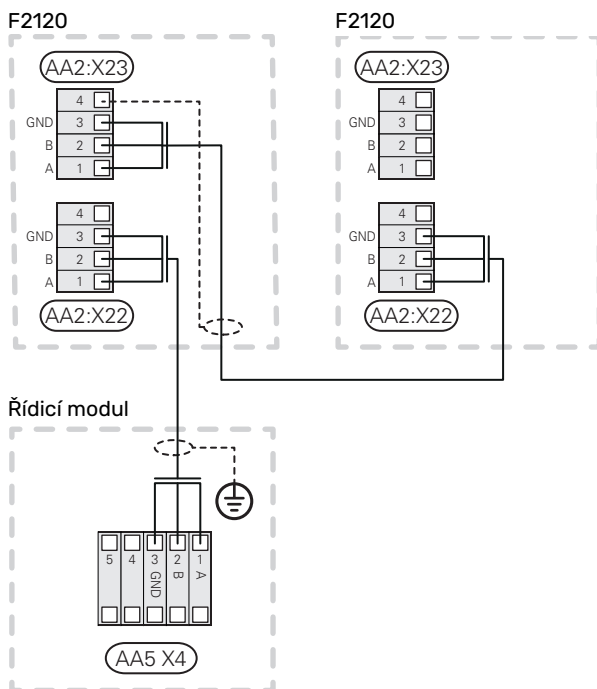 F2120
F2120
AA2:X23
4
GND 3
B 2
A 1
4
GND 3
B 2
A 1
AA2:X22
AA2:X23
4
GND 3
B 2
A 1
4
GND 3
B 2
A 1
AA2:X22
Řídicí modul
5 4 3 2 1
GND B A
AA5 X4